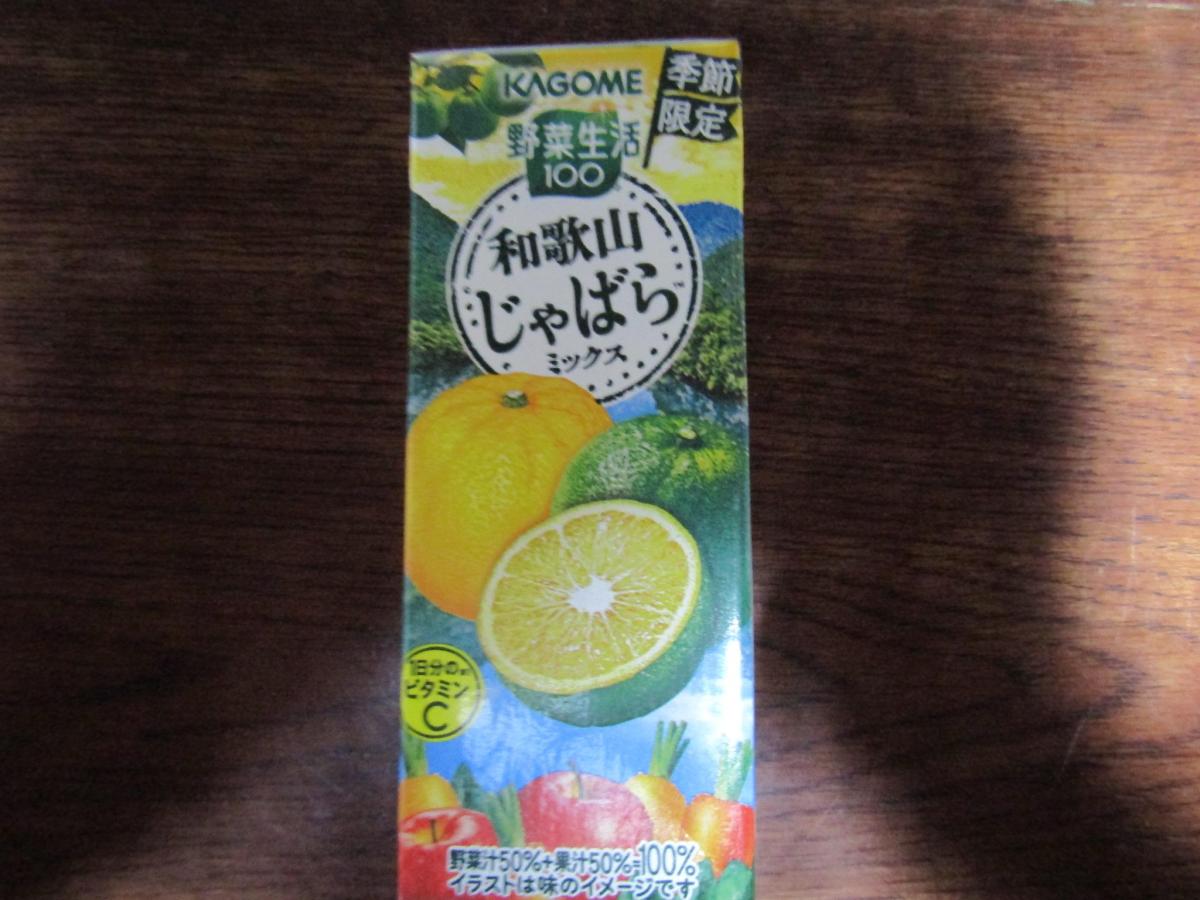 KAGOME
季節
限定
野菜生活
100
和歌山
じゃばら
ミックス
1日分の
ビタミン
C
野菜汁50%+果汁50%=100%
イラストは味のイメージです